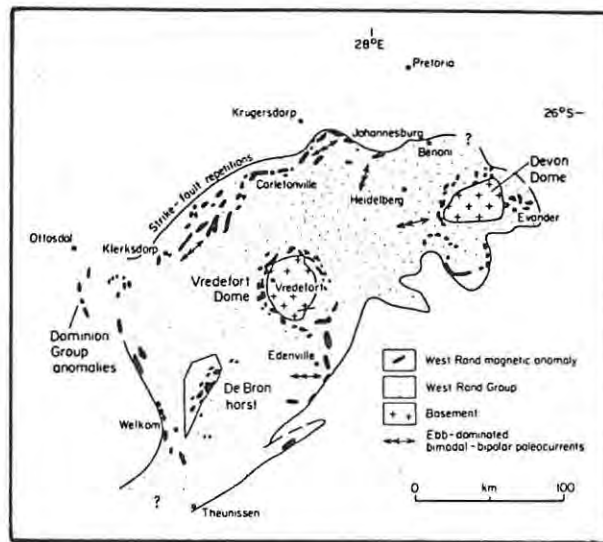 28°E
Pretoria
26°S
Krugersdorp
Johannesburg
Benoni
?
Devon
Dome
Strike-fault repetitions
Carletonville
Heidelberg
Evander
Ottosdal
Klerksdorp
Vredefort
Dome
Vredefort
Dominion
Group
anomalies
Edenville
De Bron
horst
Welkom
?
Theunissen
West Rand magnetic anomaly
West Rand Group
Basement
Ebb-dominated
bimodal-bipolar paleocurrents
0 km 100